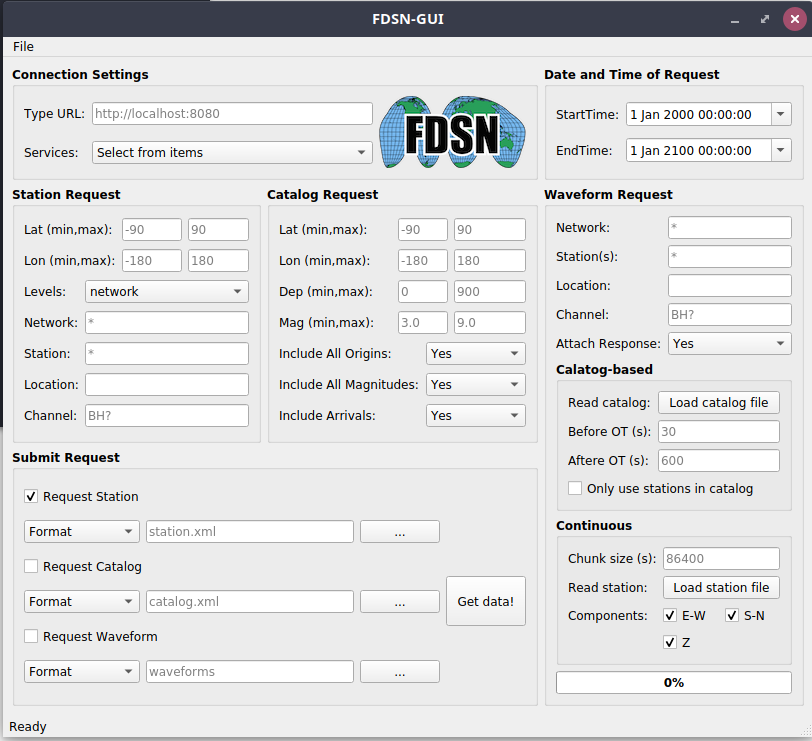 FDSN-GUI
File
Connection Settings
Type URL: http://localhost:8080
Services: Select from items
FDSN
Date and Time of Request
StartTime: 1 Jan 2000 00:00:00
EndTime: 1 Jan 2100 00:00:00
Station Request
Lat (min,max): -90 90
Lon (min,max): -180 180
Levels: network
Network: *
Station: *
Location:
Channel: BH?
Catalog Request
Lat (min,max): -90 90
Lon (min,max): -180 180
Dep (min,max): 0 900
Mag (min,max): 3.0 9.0
Include All Origins: Yes
Include All Magnitudes: Yes
Include Arrivals: Yes
Waveform Request
Network: *
Station(s): *
Location:
Channel: BH?
Attach Response: Yes
Calatog-based
Read catalog: Load catalog file
Before OT (s): 30
Aftere OT (s): 600
Only use stations in catalog
Continuous
Chunk size (s): 86400
Read station: Load station file
Components: E-W S-N
Z
0%
Submit Request
Request Station
Format station.xml ...
Request Catalog
Format catalog.xml ...
Get data!
Request Waveform
Format waveforms ...
Ready